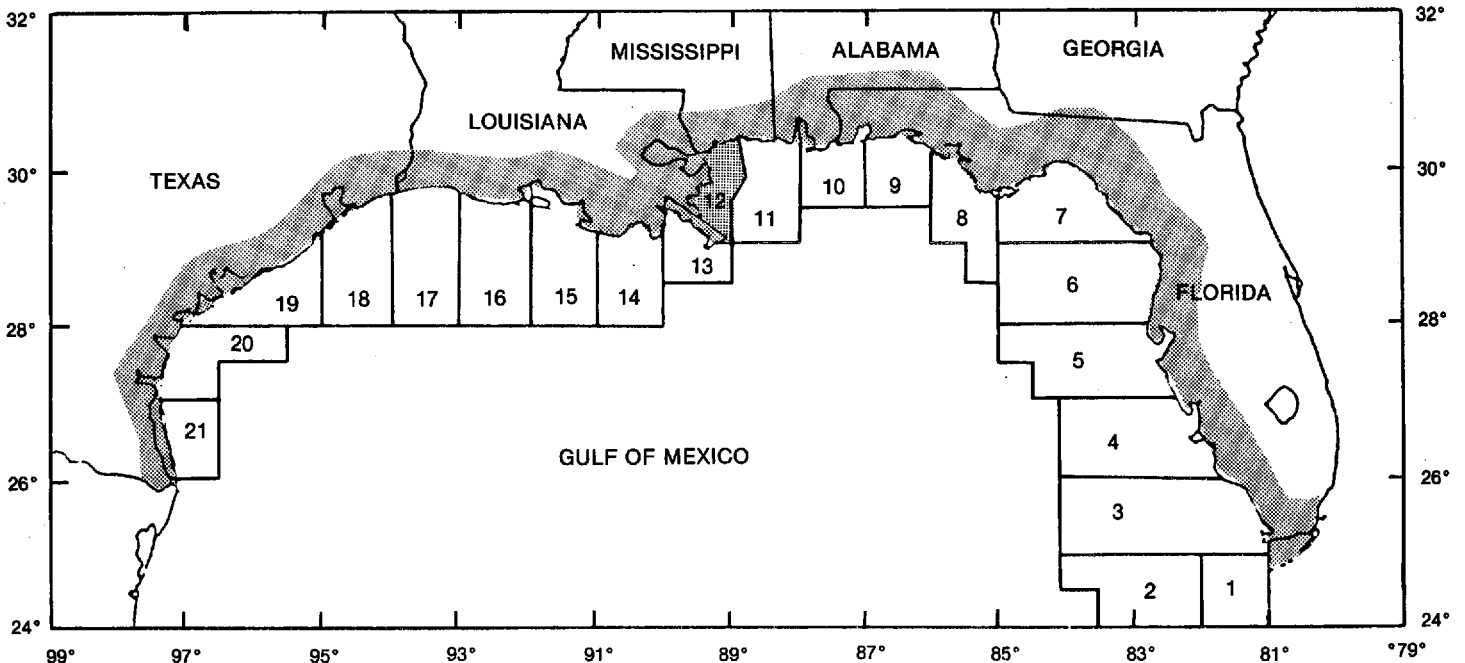 32° 32°
MISSISSIPPI ALABAMA GEORGIA
LOUISIANA
30° TEXAS 30°
12 11 10 9 8 7
13
19 18 17 16 15 14 6 FLORIDA
28° 28°
20 5
21 4
GULF OF MEXICO
26° 26°
3
2 1
24° 24°
99° 97° 95° 93° 91° 89° 87° 85° 83° 81° °79°